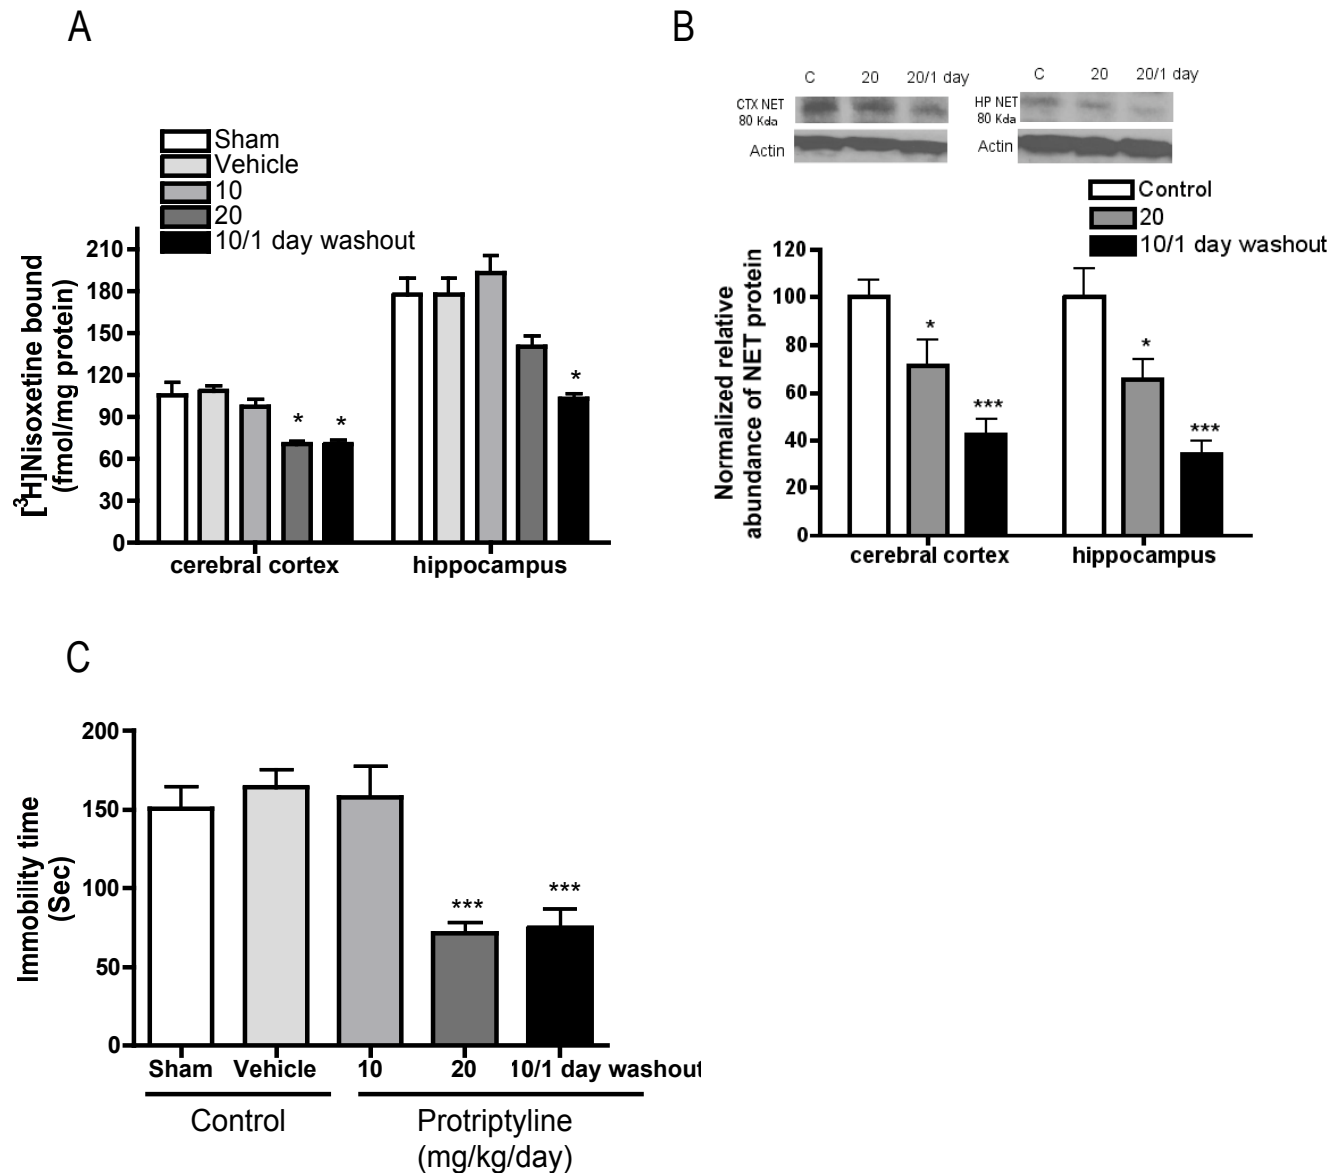 A
Sham
Vehicle
10
20
10/1 day washout
[³H]Nisoxetine bound
(fmol/mg protein)
210
180
150
120
90
60
30
0
*
*
*
cerebral cortex
hippocampus
B
C 20 20/1 day
CTX NET
80 Kda
Actin
C 20 20/1 day
HP NET
80 Kda
Actin
Control
20
10/1 day washout
Normalized relative
abundance of NET protein
120
100
80
60
40
20
0
*
***
*
***
cerebral cortex
hippocampus
C
Immobility time
(Sec)
200
150
100
50
0
***
***
Sham Vehicle 10 20 10/1 day washout
Control
Protriptyline
(mg/kg/day)